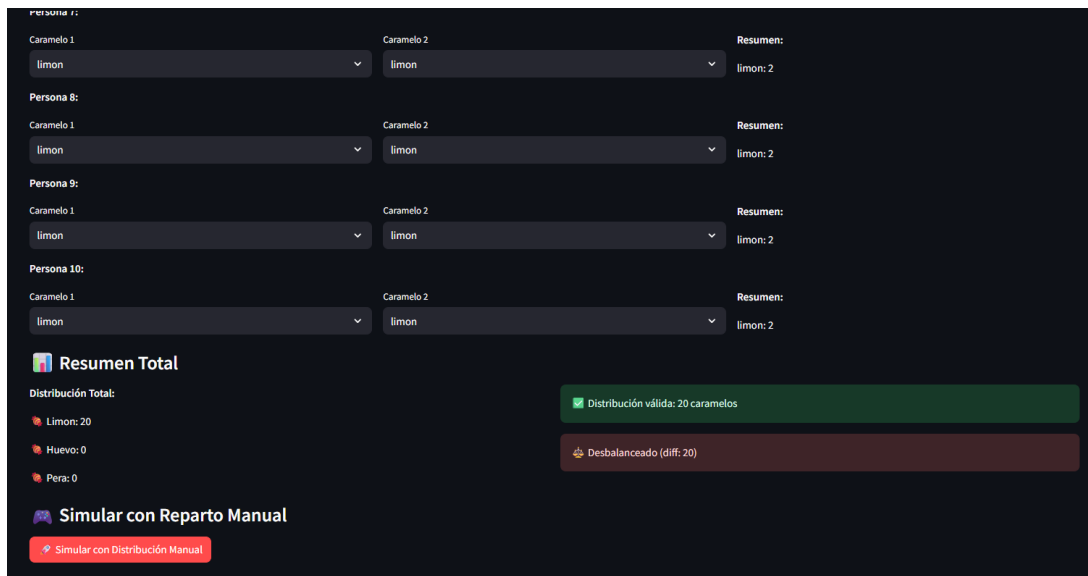 Persona 7:
Caramelo 1 Caramelo 2 Resumen:
limon limon limon: 2
Persona 8:
Caramelo 1 Caramelo 2 Resumen:
limon limon limon: 2
Persona 9:
Caramelo 1 Caramelo 2 Resumen:
limon limon limon: 2
Persona 10:
Caramelo 1 Caramelo 2 Resumen:
limon limon limon: 2
Resumen Total
Distribución Total:
Limon: 20
Huevo: 0
Pera: 0
Distribución válida: 20 caramelos
Desbalanceado (diff: 20)
Simular con Reparto Manual
Simular con Distribución Manual